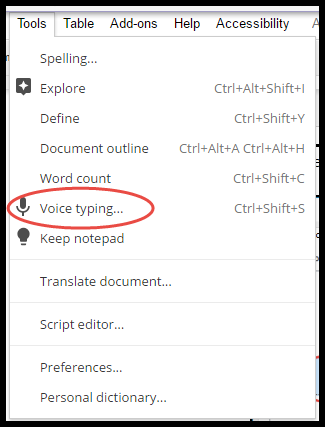 Tools Table Add-ons Help Accessibility
Spelling...
Explore Ctrl+Alt+Shift+I
Define Ctrl+Shift+Y
Document outline Ctrl+Alt+A Ctrl+Alt+H
Word count Ctrl+Shift+C
Voice typing... Ctrl+Shift+S
Keep notepad
Translate document...
Script editor...
Preferences...
Personal dictionary...